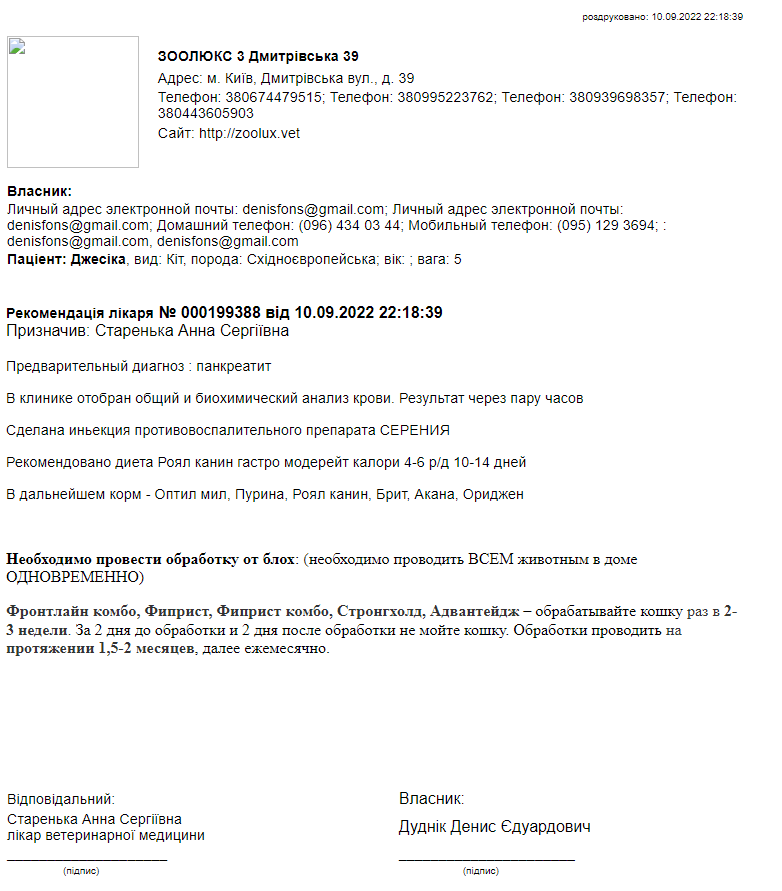 роздруковано: 10.09.2022 22:18:39
ЗООЛЮКС 3 Дмитрівська 39
Адрес: м. Київ, Дмитрівська вул., д. 39
Телефон: 380674479515; Телефон: 380995223762; Телефон: 380939698357; Телефон:
380443605903
Сайт: http://zoolux.vet
Власник:
Личный адрес электронной почты: denisfons@gmail.com; Личный адрес электронной почты:
denisfons@gmail.com; Домашний телефон: (096) 434 03 44; Мобильный телефон: (095) 129 3694; :
denisfons@gmail.com, denisfons@gmail.com
Паціент: Джесіка, вид: Кіт, порода: Східноєвропейська; вік: ; вага: 5
Рекомендація лікаря № 000199388 від 10.09.2022 22:18:39
Призначив: Старенька Анна Сергіївна
Предварительный диагноз : панкреатит
В клинике отобран общий и биохимический анализ крови. Результат через пару часов
Сделана иньекция противовоспалительного препарата СЕРЕНИЯ
Рекомендовано диета Роял канин гастро модерейт калори 4-6 р/д 10-14 дней
В дальнейшем корм - Оптил мил, Пурина, Роял канин, Брит, Акана, Ориджен
Необходимо провести обработку от блох: (необходимо проводить ВСЕМ животным в доме
ОДНОВРЕМЕННО)
Фронтлайн комбо, Фиприст, Фиприст комбо, Стронгхолд, Адвантейдж – обрабатывайте кошку раз в 2-
3 недели. За 2 дня до обработки и 2 дня после обработки не мойте кошку. Обработки проводить на
протяжении 1,5-2 месяцев, далее ежемесячно.
Відповідальний:
Старенька Анна Сергіївна
лікар ветеринарної медицини
(підпис)
Власник:
Дуднік Денис Єдуардович
(підпис)